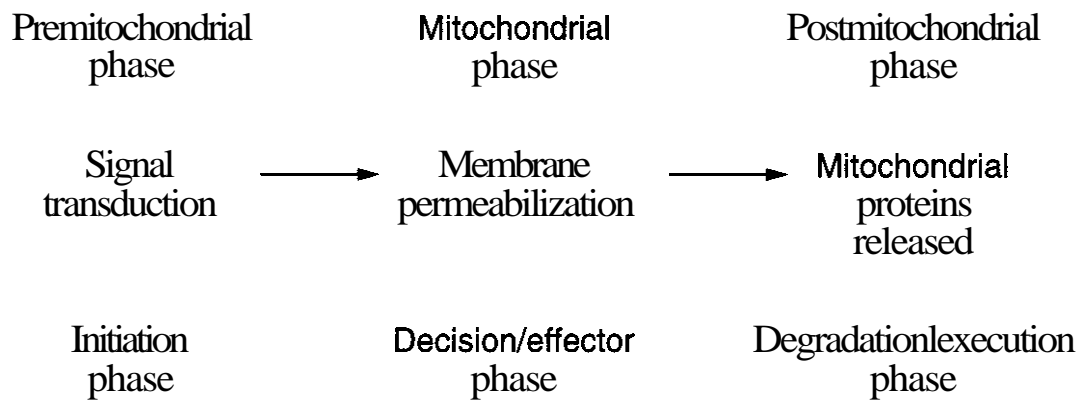 Premitochondrial
phase
Mitochondrial
phase
Postmitochondrial
phase
Signal
transduction
Membrane
permeabilization
Mitochondrial
proteins
released
Initiation
phase
Decision/effector
phase
Degradationlexecution
phase